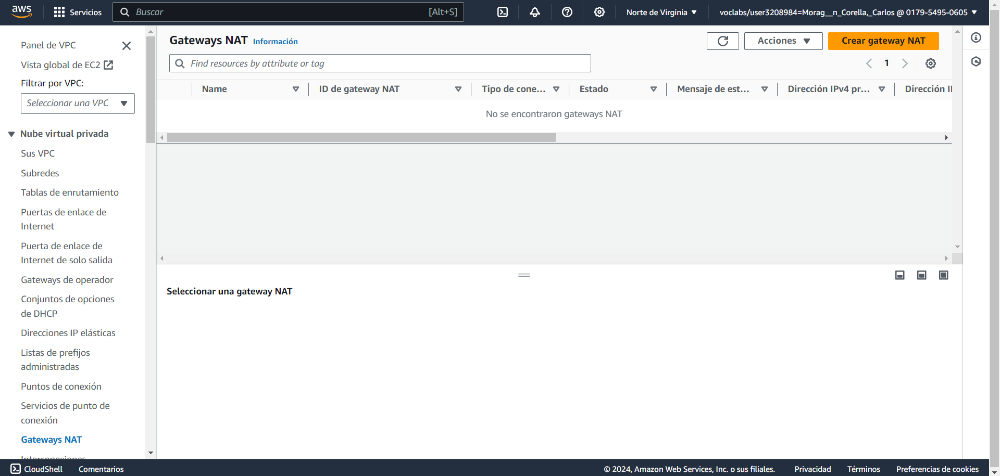 aws
Servicios
Buscar
[Alt+S]
Norte de Virginia
voclabs/user3208984=Morag__n_Corella,_Carlos @ 0179-5495-0605
Panel de VPC
Vista global de EC2
Filtrar por VPC:
Seleccionar una VPC
Nube virtual privada
Sus VPC
Subredes
Tablas de enrutamiento
Puertas de enlace de
Internet
Puerta de enlace de
Internet de solo salida
Gateways de operador
Conjuntos de opciones
de DHCP
Direcciones IP elásticas
Listas de prefijos
administradas
Puntos de conexión
Servicios de punto de
conexión
Gateways NAT
Interconexiones
Gateways NAT Información
Acciones
Crear gateway NAT
Find resources by attribute or tag
1
Name
ID de gateway NAT
Tipo de cone...
Estado
Mensaje de est...
Dirección IPv4 pr...
Dirección II
No se encontraron gateways NAT
Seleccionar una gateway NAT
CloudShell
Comentarios
© 2024, Amazon Web Services, Inc. o sus filiales.
Privacidad
Términos
Preferencias de cookies